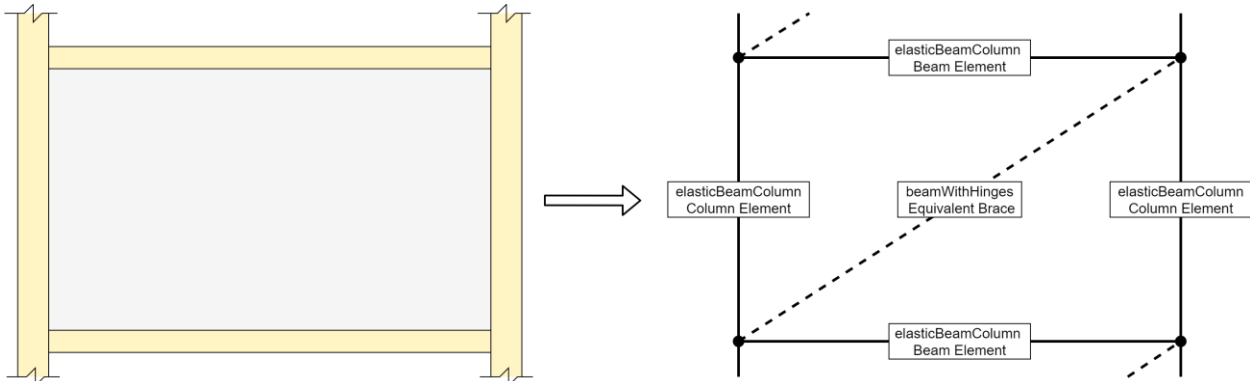 elasticBeamColumn
Beam Element
elasticBeamColumn
Column Element
beamWithHinges
Equivalent Brace
elasticBeamColumn
Column Element
elasticBeamColumn
Beam Element